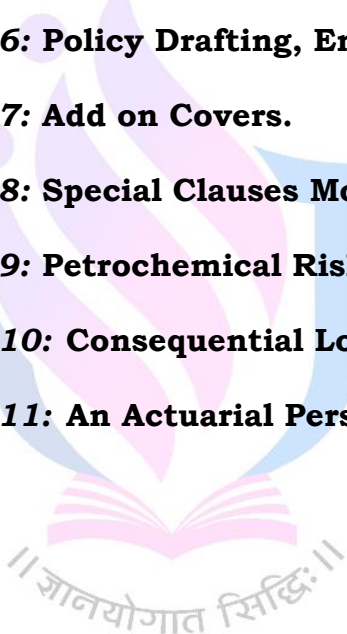 6: Policy Drafting, En
7: Add on Covers.
8: Special Clauses Mo
9: Petrochemical Ris
10: Consequential Lo
11: An Actuarial Pers
॥ ज्ञानयोगात सिद्धिः ॥